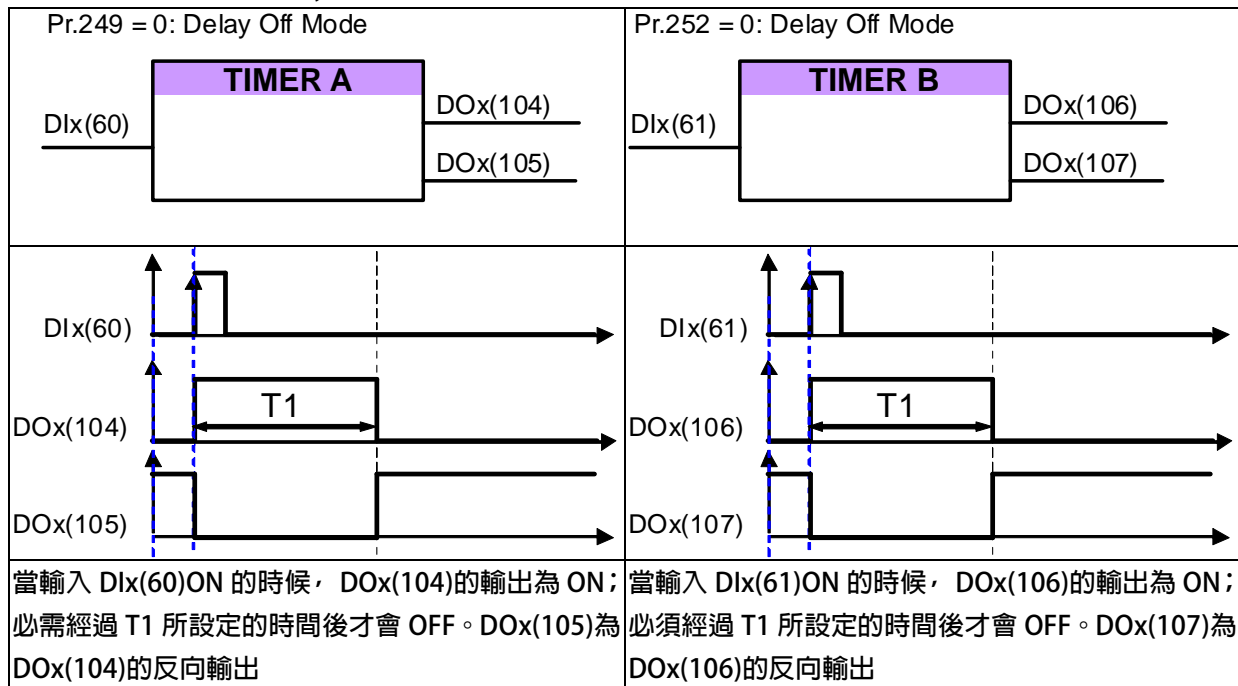 Pr.249 = 0: Delay Off Mode
TIMER A
DIx(60)
DOx(104)
DOx(105)
Pr.252 = 0: Delay Off Mode
TIMER B
DIx(61)
DOx(106)
DOx(107)
DIx(60)
DOx(104)
T1
DOx(105)
DIx(61)
DOx(106)
T1
DOx(107)
當輸入 DIx(60)ON 的時候， DOx(104)的輸出為 ON；
必需經過 T1 所設定的時間後才會 OFF。DOx(105)為
DOx(104)的反向輸出
當輸入 DIx(61)ON 的時候， DOx(106)的輸出為 ON；
必須經過 T1 所設定的時間後才會 OFF。DOx(107)為
DOx(106)的反向輸出